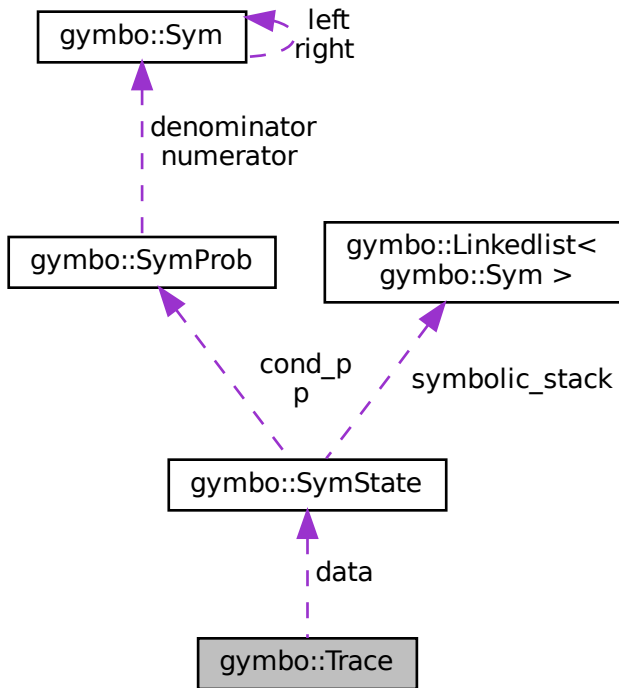 gymbo::Sym
left
right
denominator
numerator
gymbo::SymProb
gymbo::Linkedlist<
gymbo::Sym >
cond_p
p
symbolic_stack
gymbo::SymState
data
gymbo::Trace